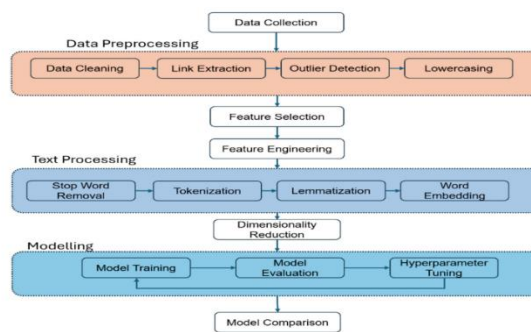 Data Collection
Data Preprocessing
Data Cleaning
Link Extraction
Outlier Detection
Lowercasing
Feature Selection
Feature Engineering
Text Processing
Stop Word
Removal
Tokenization
Lemmatization
Word
Embedding
Dimensionality
Reduction
Modelling
Model Training
Model
Evaluation
Hyperparameter
Tuning
Model Comparison